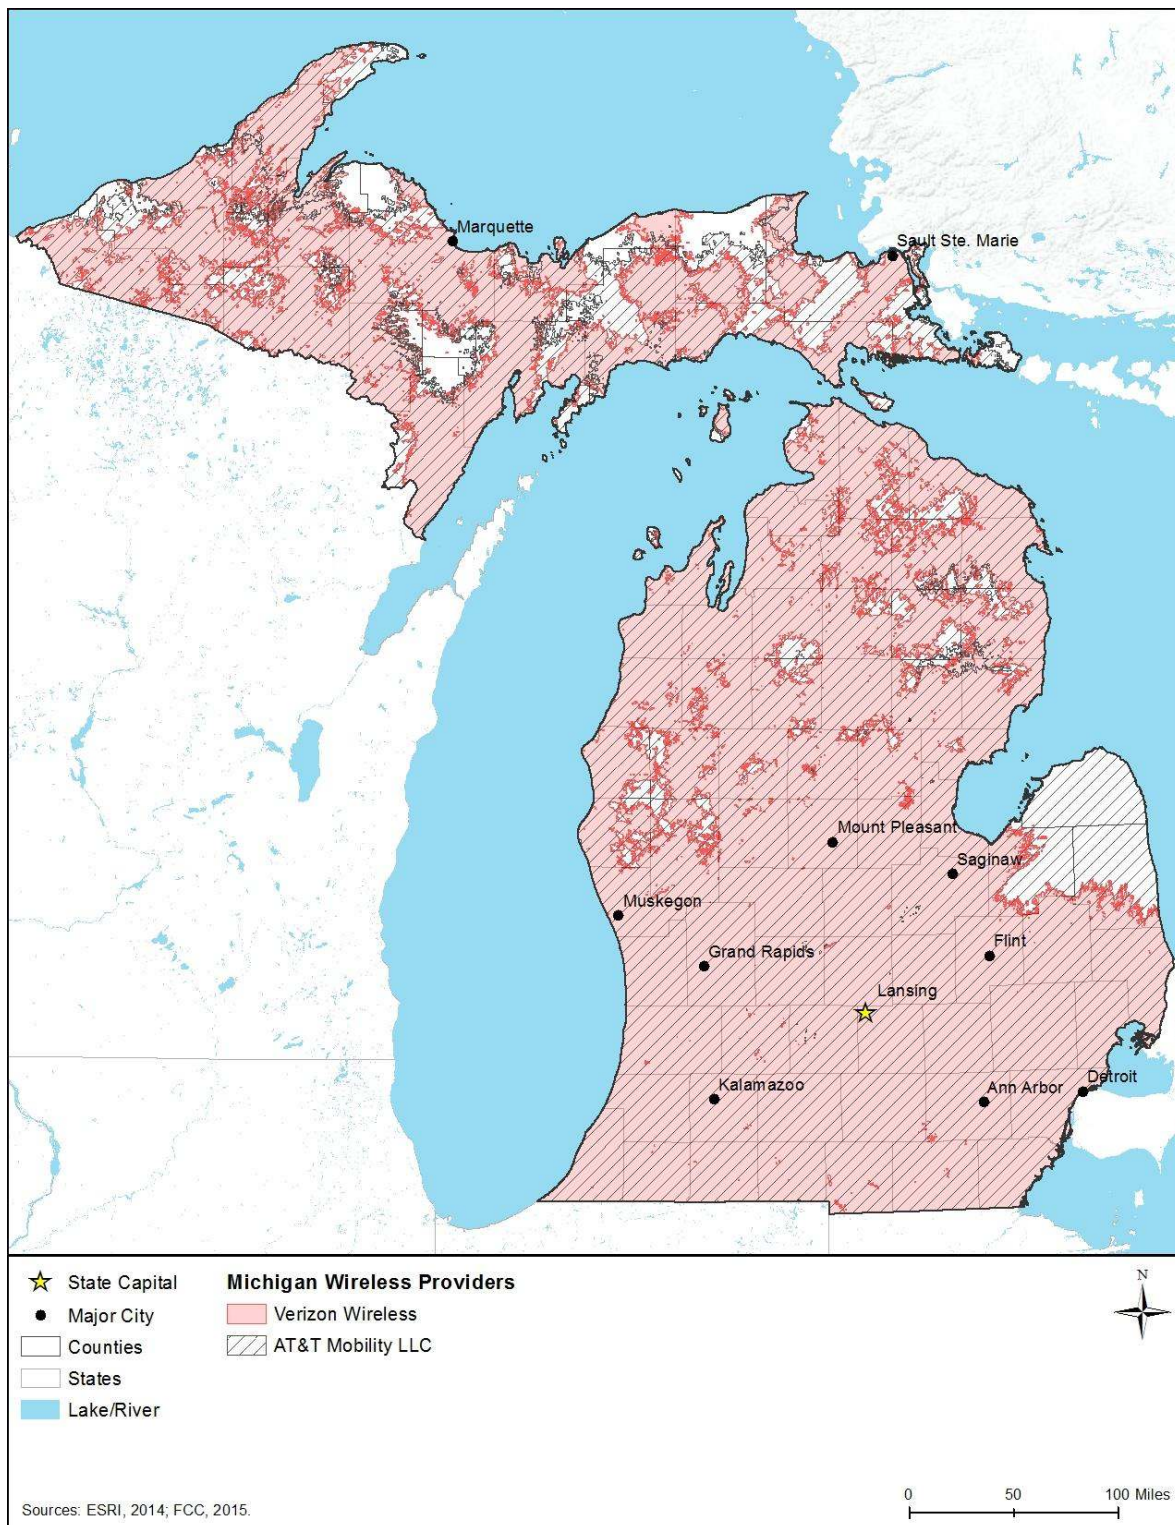 Marquette
Sault Ste. Marie
Mount Pleasant
Saginaw
Muskegon
Flint
Grand Rapids
Lansing
Kalamazoo
Ann Arbor
Detroit
State Capital
Michigan Wireless Providers
N
Major City
Verizon Wireless
Counties
AT&T Mobility LLC
States
Lake/River
0 50 100 Miles
Sources: ESRI, 2014; FCC, 2015.